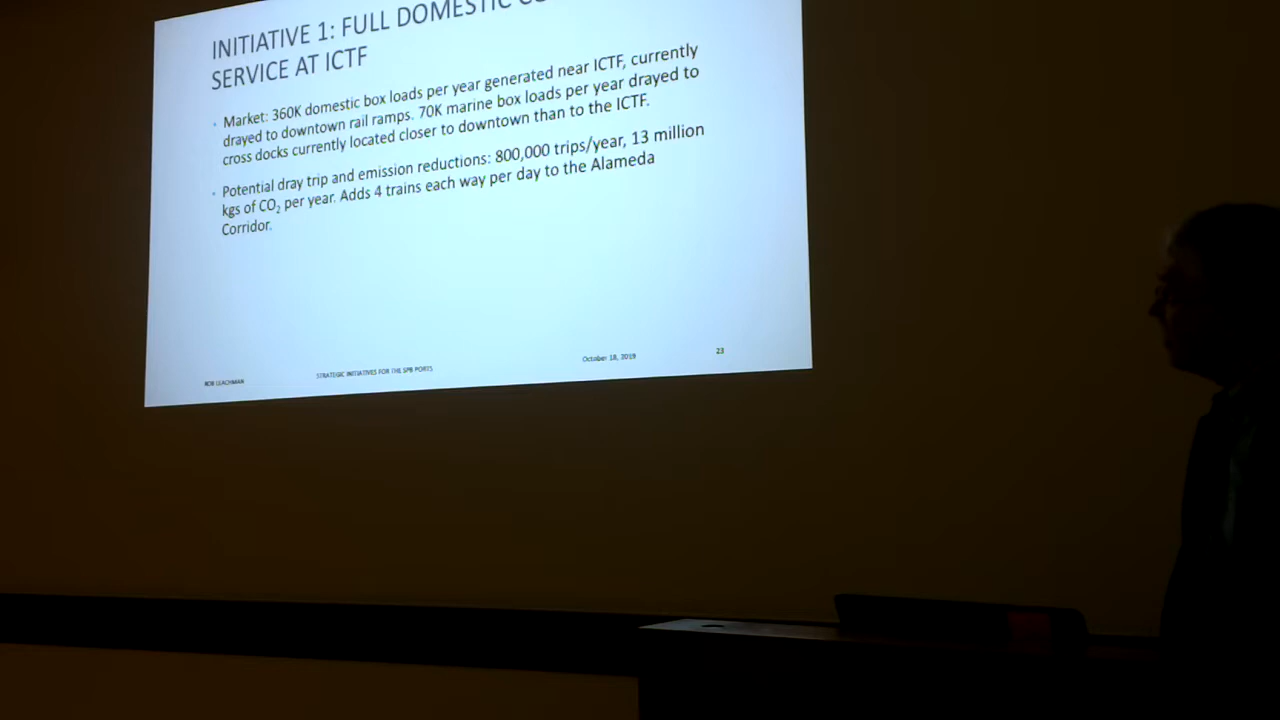 INITIATIVE 1: FULL DOMESTIC
SERVICE AT ICTF
Market: 360K domestic box loads per year generated near ICTF, currently
drayed to downtown rail ramps. 70K marine box loads per year drayed to
cross docks currently located closer to downtown than to the ICTF.
Potential dray trip and emission reductions: 800,000 trips/year, 13 million
kgs of CO2 per year. Adds 4 trains each way per day to the Alameda
Corridor.
ROB LEACHMAN
STRATEGIC INITIATIVES FOR THE SPB PORTS
October 18, 2019
23